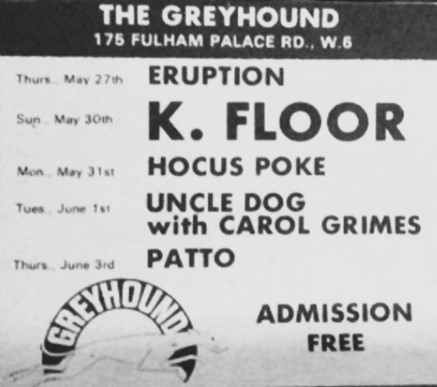 THE GREYHOUND
175 FULHAM PALACE RD., W.6
Thurs., May 27th ERUPTION
Sun., May 30th K. FLOOR
Mon., May 31st HOCUS POKE
Tues., June 1st UNCLE DOG
with CAROL GRIMES
Thurs., June 3rd PATTO
GREYHOUND
ADMISSION
FREE